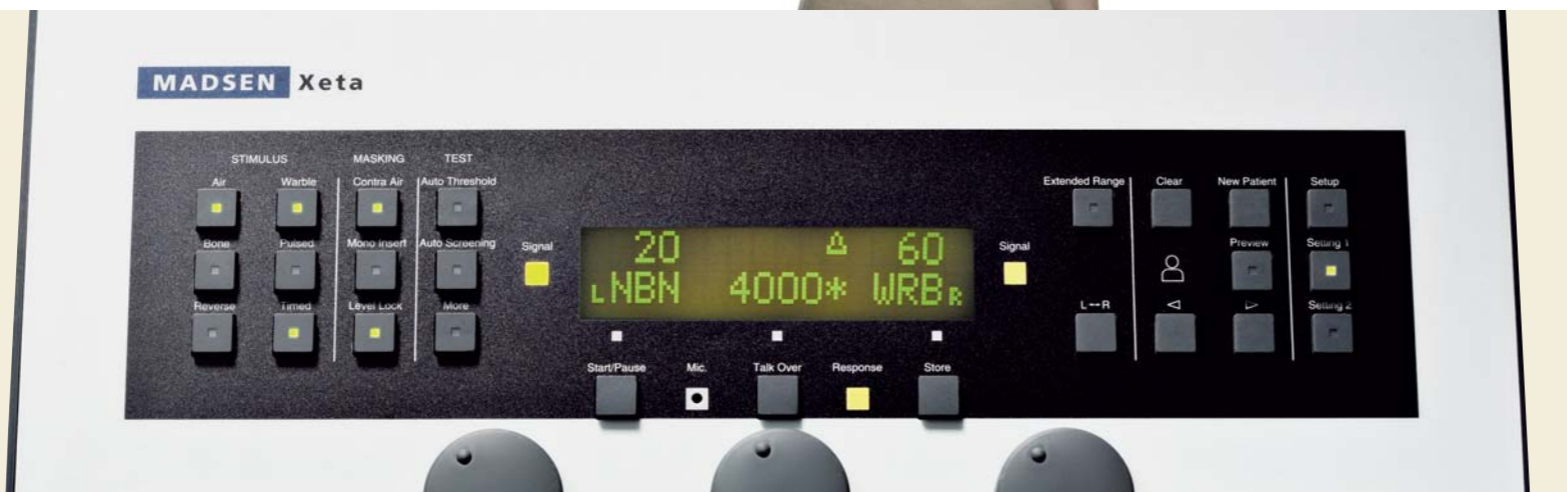 MADSEN Xeta
STIMULUS MASKING TEST
Air Warble Contra Air Auto Threshold
Bone Pulsed Mono Insert Auto Screening
Reverse Timed Level Lock More
Signal
20 60
L NBN 4000* WRB R
Signal
Start/Pause Mic. Talk Over Response Store
Extended Range Clear New Patient Setup
Preview Setting 1
L↔R ◁ ▷ Setting 2